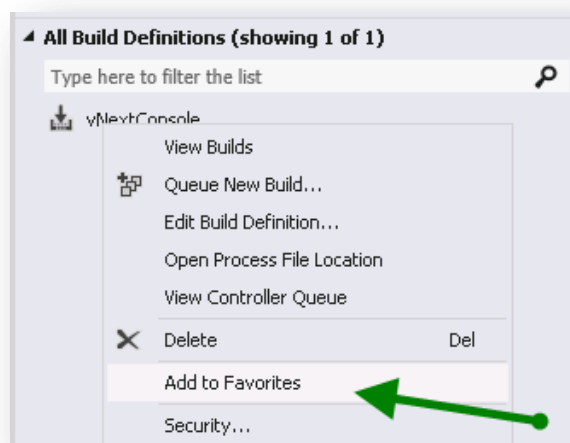 All Build Definitions (showing 1 of 1)
Type here to filter the list
vNextConsole
View Builds
Queue New Build...
Edit Build Definition...
Open Process File Location
View Controller Queue
Delete Del
Add to Favorites
Security...